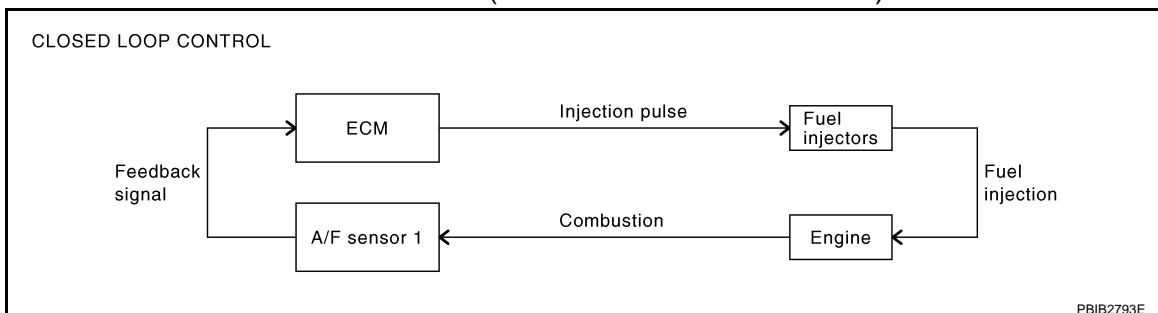 CLOSED LOOP CONTROL
ECM
Injection pulse
Fuel
injectors
Feedback
signal
Fuel
injection
A/F sensor 1
Combustion
Engine
PBIB2793E